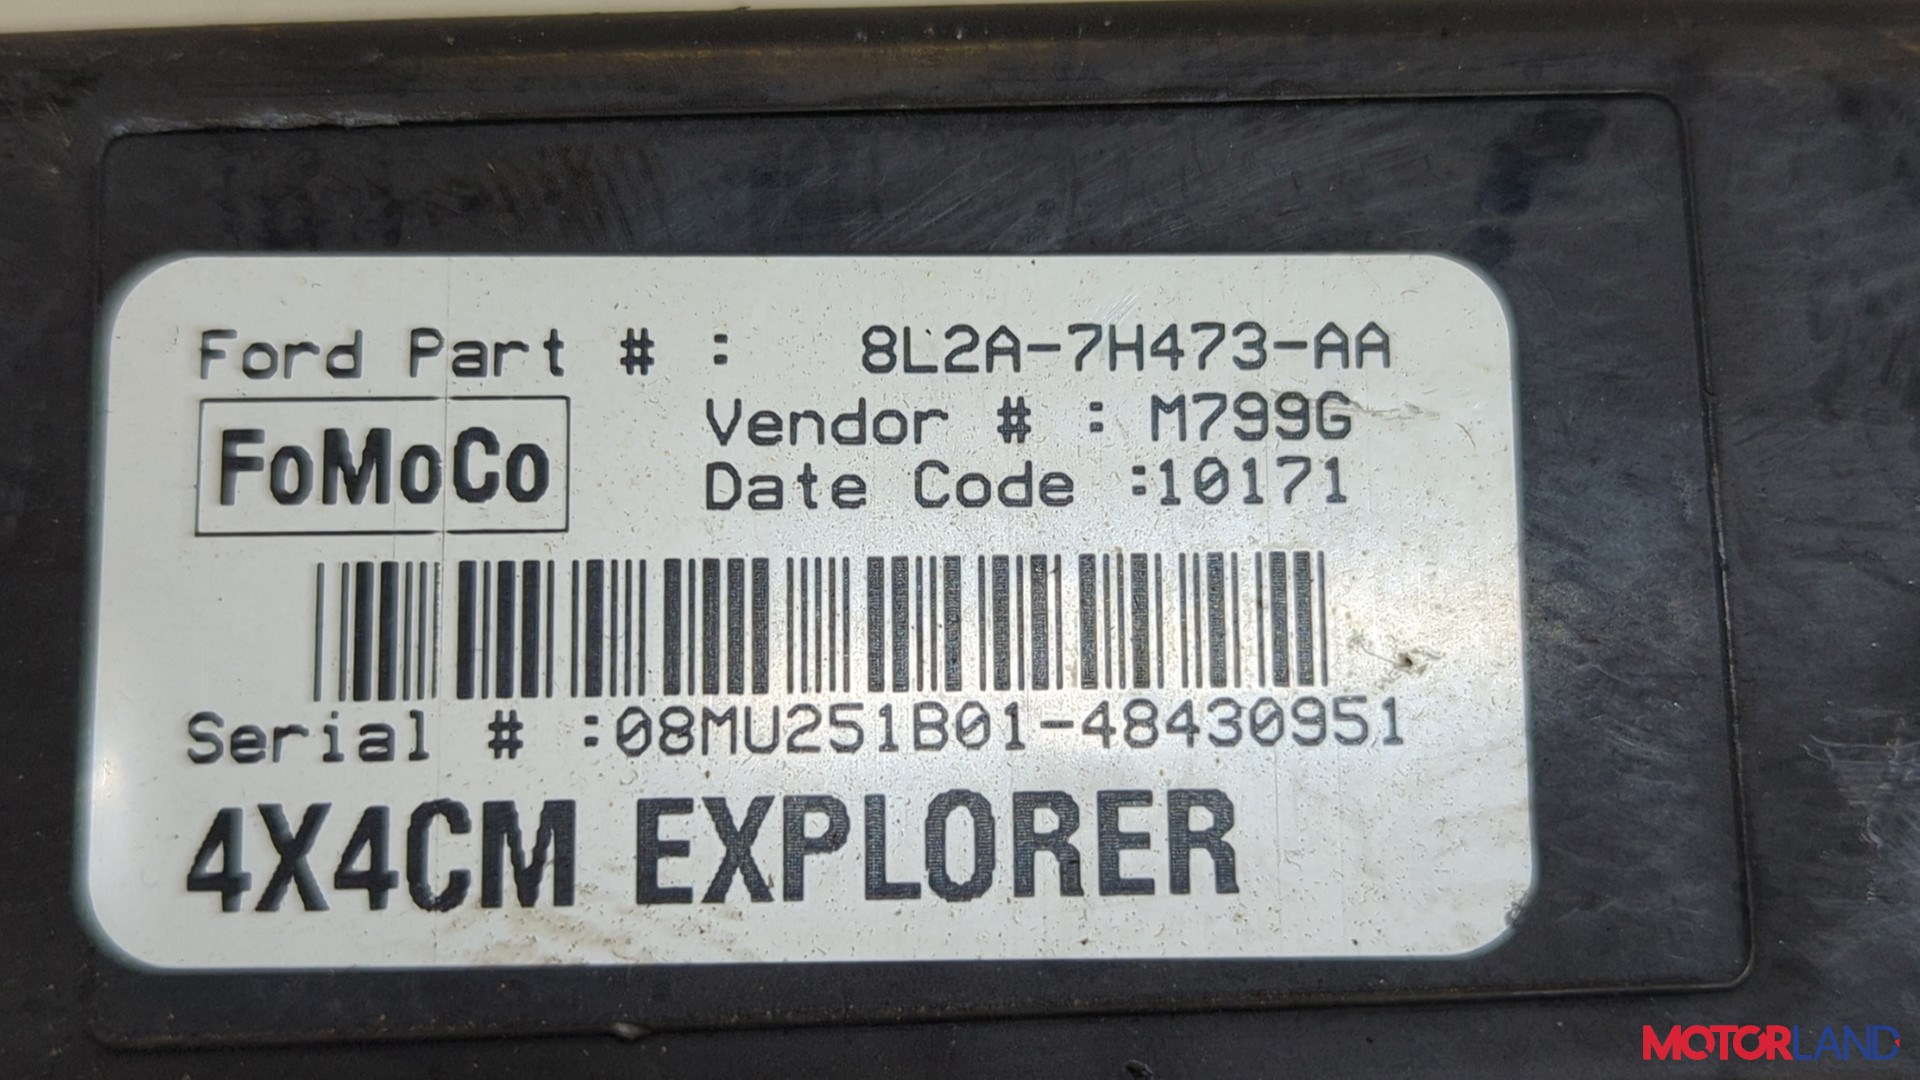 Ford Part # : 8L2A-7H473-AA
FoMoCo
Vendor # : M799G
Date Code :10171
Serial # :08MU251B01-48430951
4X4CM EXPLORER
MOTORLAND